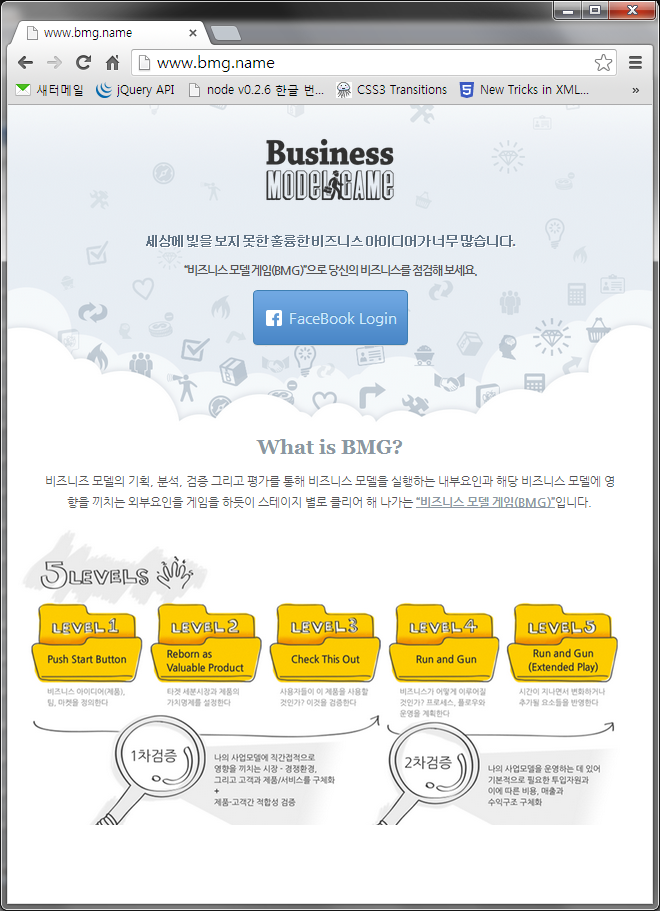 www.bmg.name
www.bmg.name
새터메일
jQuery API
node v0.2.6 한글 번...
CSS3 Transitions
New Tricks in XML...
»
Business
MODEL GAME
세상에 빛을 보지 못한 훌륭한 비즈니스 아이디어가 너무 많습니다.
"비즈니스 모델 게임(BMG)"으로 당신의 비즈니스를 점검해 보세요.
FaceBook Login
What is BMG?
비즈니즈 모델의 기획, 분석, 검증 그리고 평가를 통해 비즈니스 모델을 실행하는 내부요인과 해당 비즈니스 모델에 영
향을 끼치는 외부요인을 게임을 하듯이 스테이지 별로 클리어 해 나가는 "비즈니스 모델 게임(BMG)"입니다.
5LEVELS
LEVEL1
Push Start Button
비즈니스 아이디어(제품),
팀, 마켓을 정의한다
LEVEL2
Reborn as
Valuable Product
타겟 세분시장과 제품의
가치명제를 설정한다
LEVEL3
Check This Out
사용자들이 이 제품을 사용할
것인가? 이것을 검증한다
LEVEL4
Run and Gun
비즈니스가 어떻게 이루어질
것인가? 프로세스, 플로우와
운영을 계획한다
LEVEL5
Run and Gun
(Extended Play)
시간이 지나면서 변화하거나
추가될 요소들을 반영한다
1차검증
나의 사업모델에 직간접적으로
영향을 끼치는 시장 - 경쟁환경,
그리고 고객과 제품/서비스를 구체화
+
제품-고객간 적합성 검증
2차검증
나의 사업모델을 운영하는 데 있어
기본적으로 필요한 투입자원과
이에 따른 비용, 매출과
수익구조 구체화